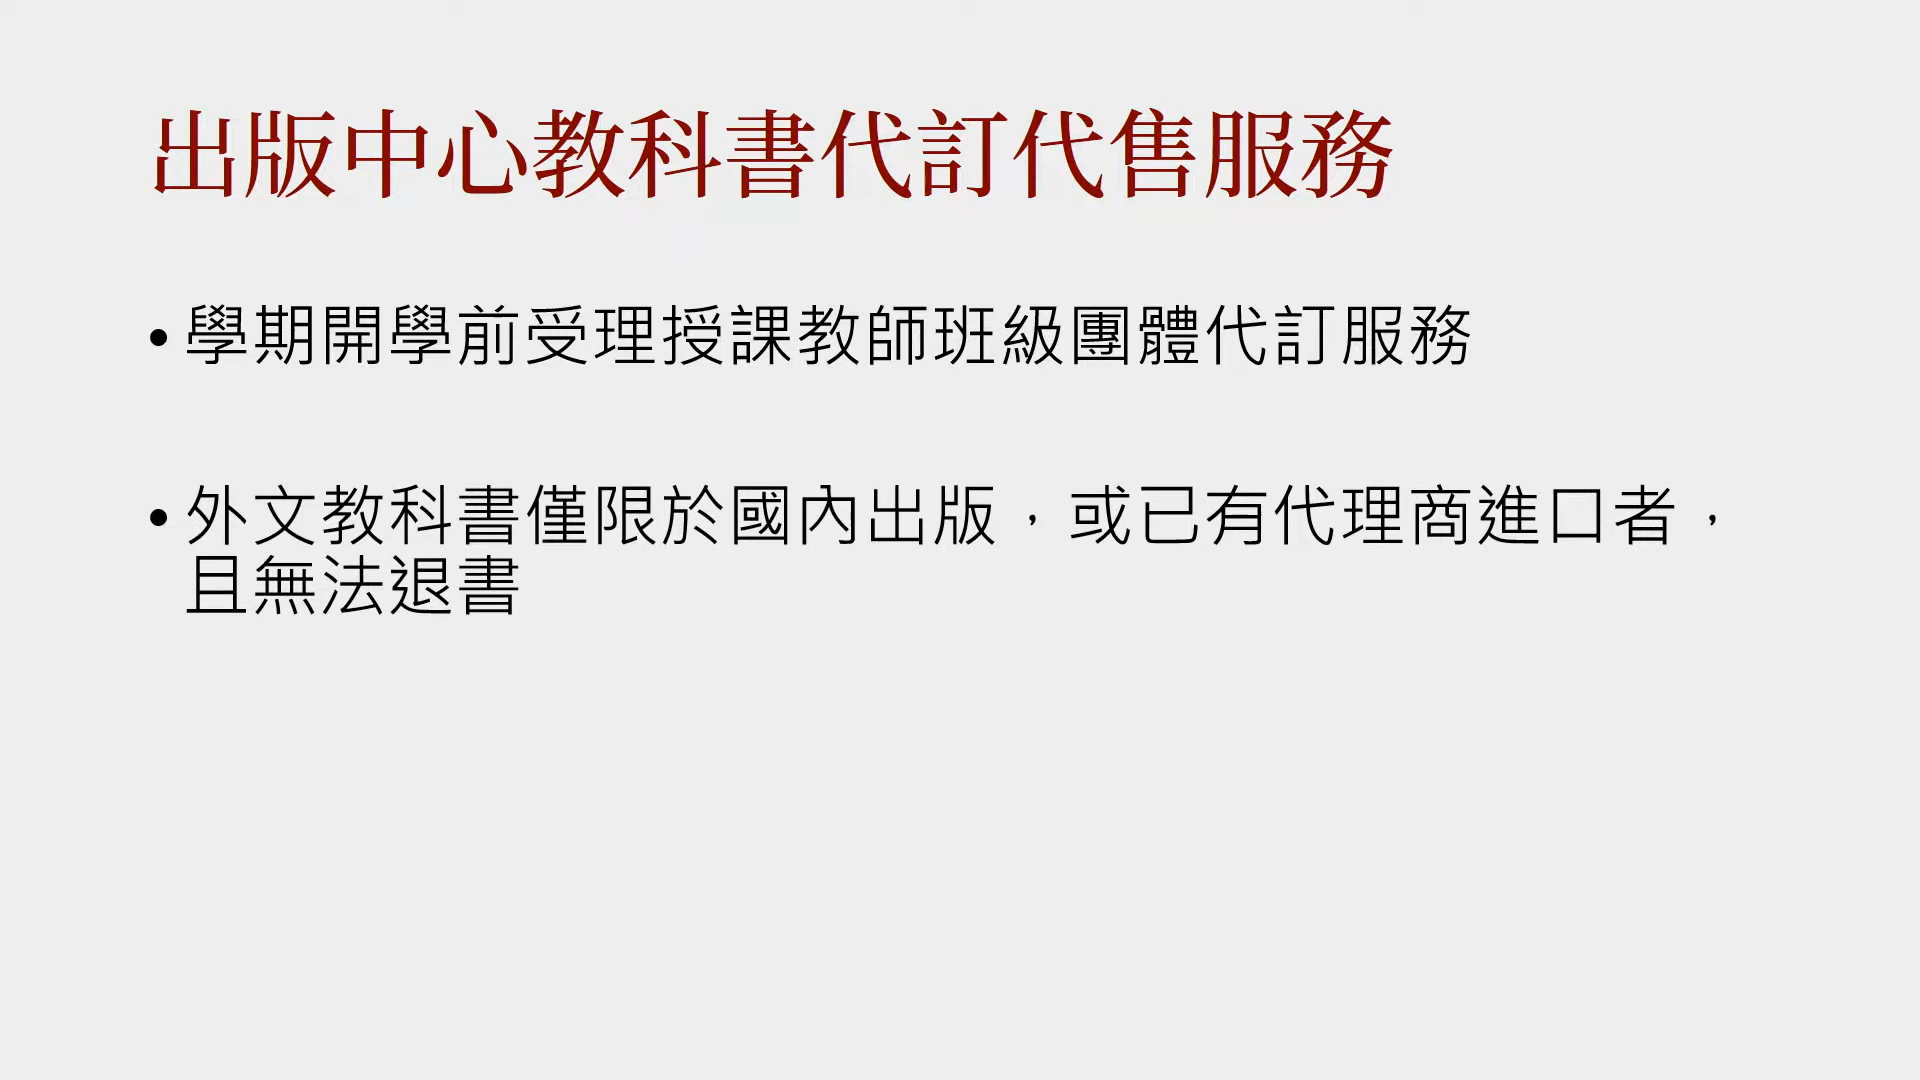 出版中心教科書代訂代售服務
• 學期開學前受理授課教師班級團體代訂服務
• 外文教科書僅限於國內出版，或已有代理商進口者，
且無法退書